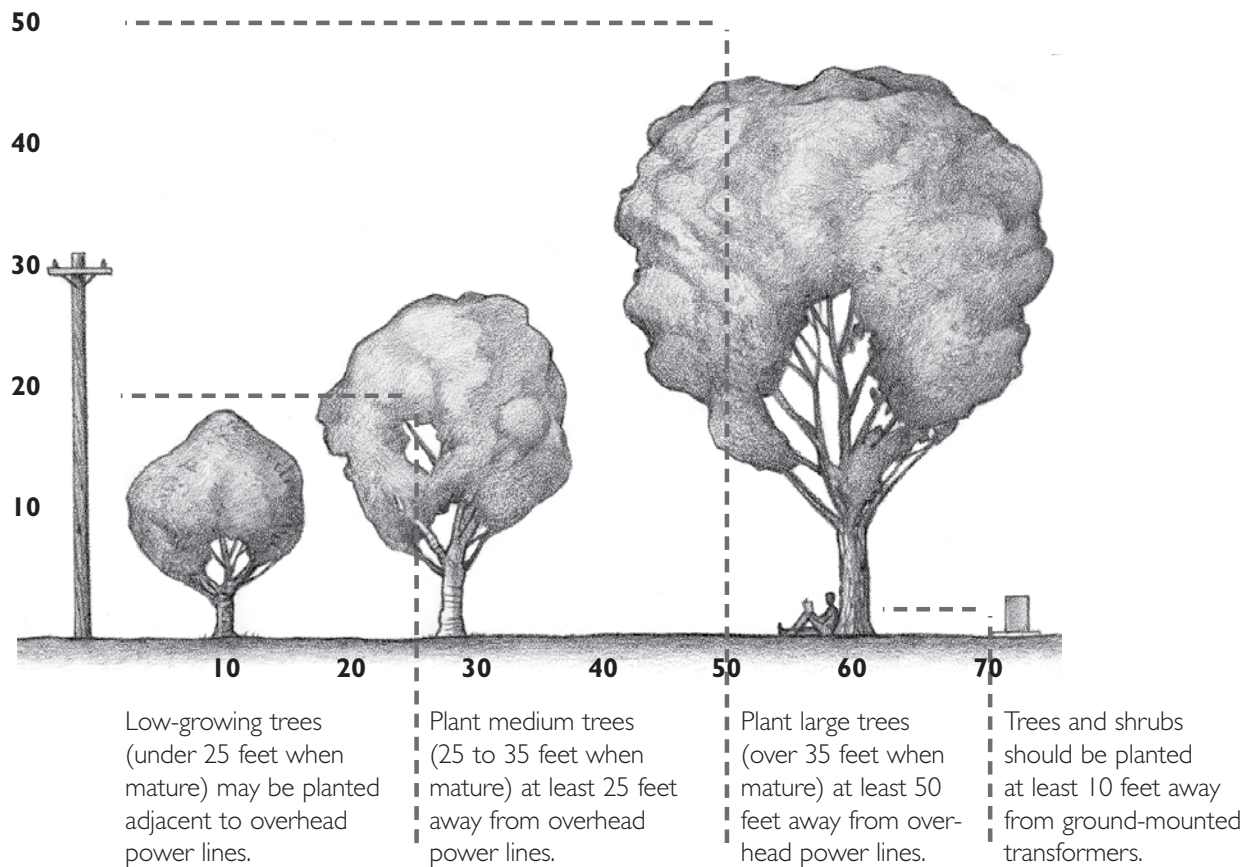 50
40
30
20
10
10 20 30 40 50 60 70
Low-growing trees
(under 25 feet when
mature) may be planted
adjacent to overhead
power lines.
Plant medium trees
(25 to 35 feet when
mature) at least 25 feet
away from overhead
power lines.
Plant large trees
(over 35 feet when
mature) at least 50
feet away from over-
head power lines.
Trees and shrubs
should be planted
at least 10 feet away
from ground-mounted
transformers.